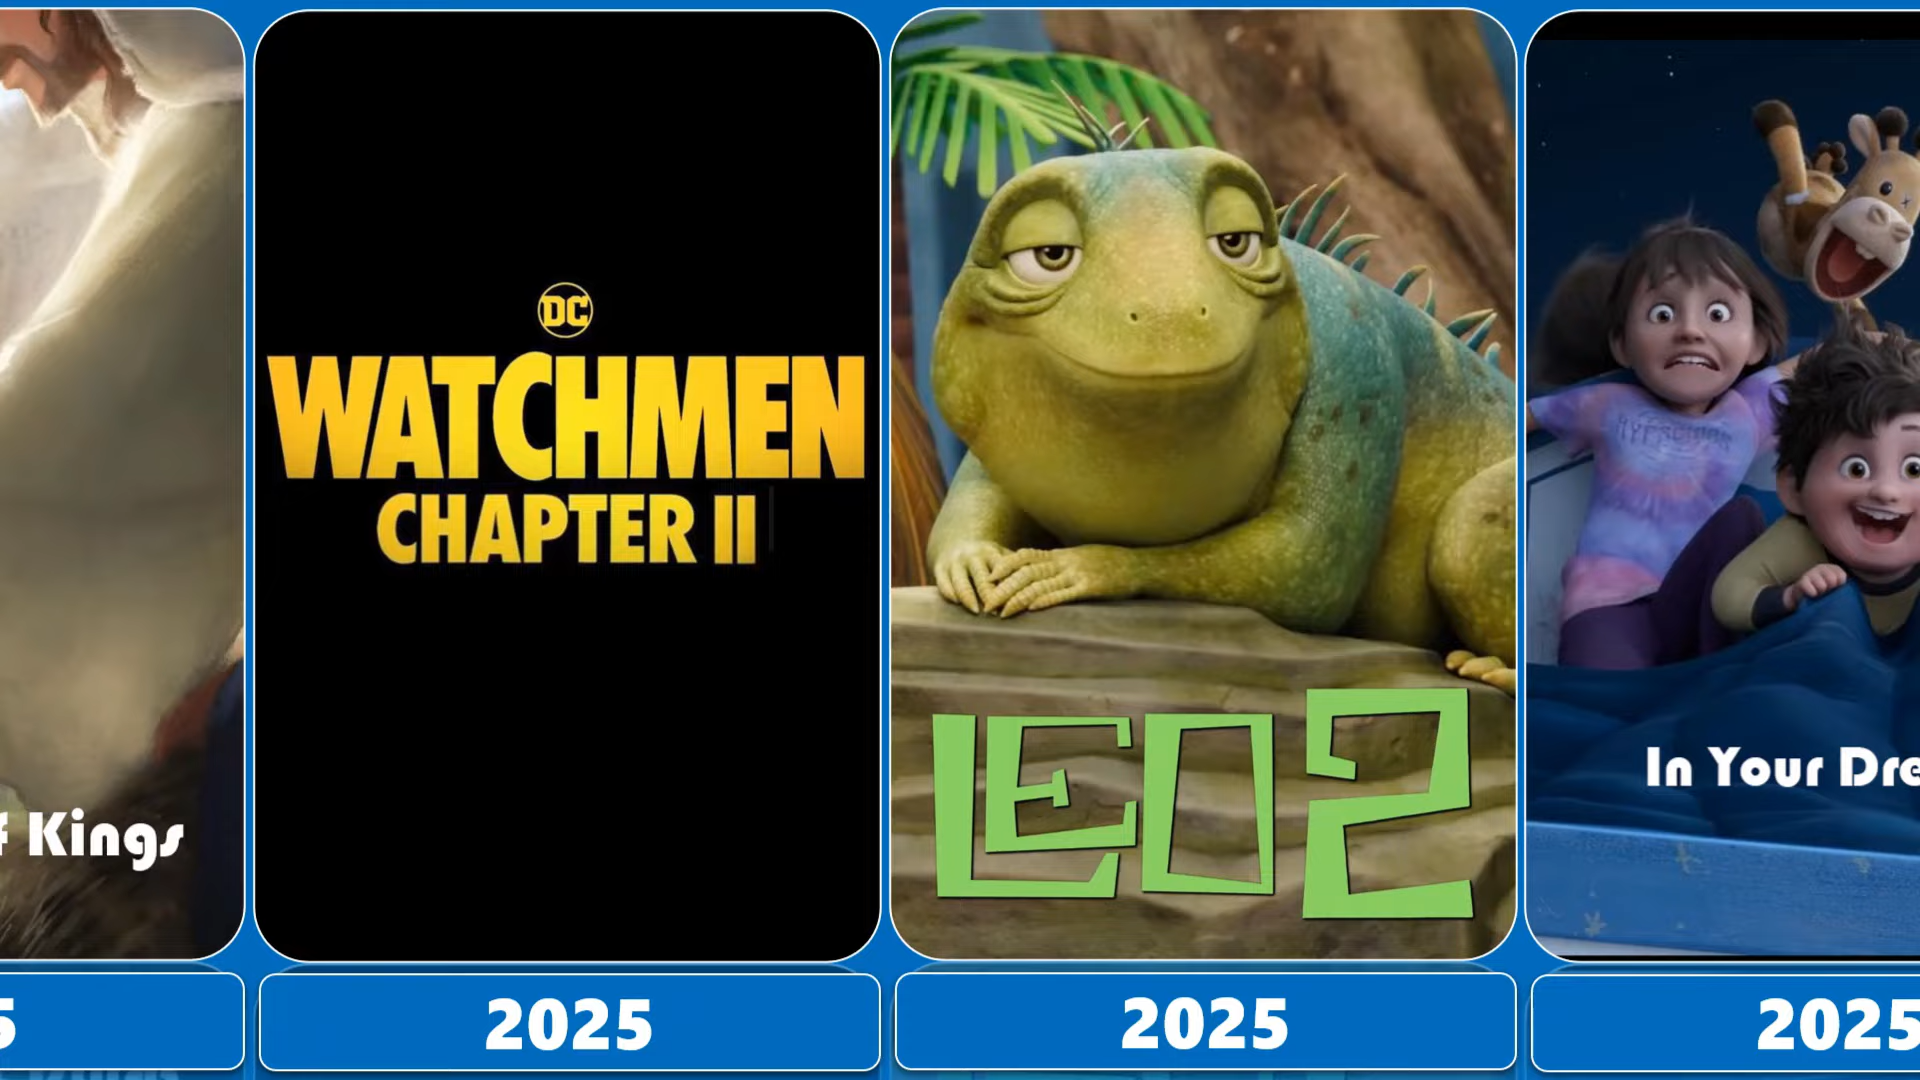 Kings
5
DC
WATCHMEN
CHAPTER II
2025
LEO 2
2025
In Your Dre
2025